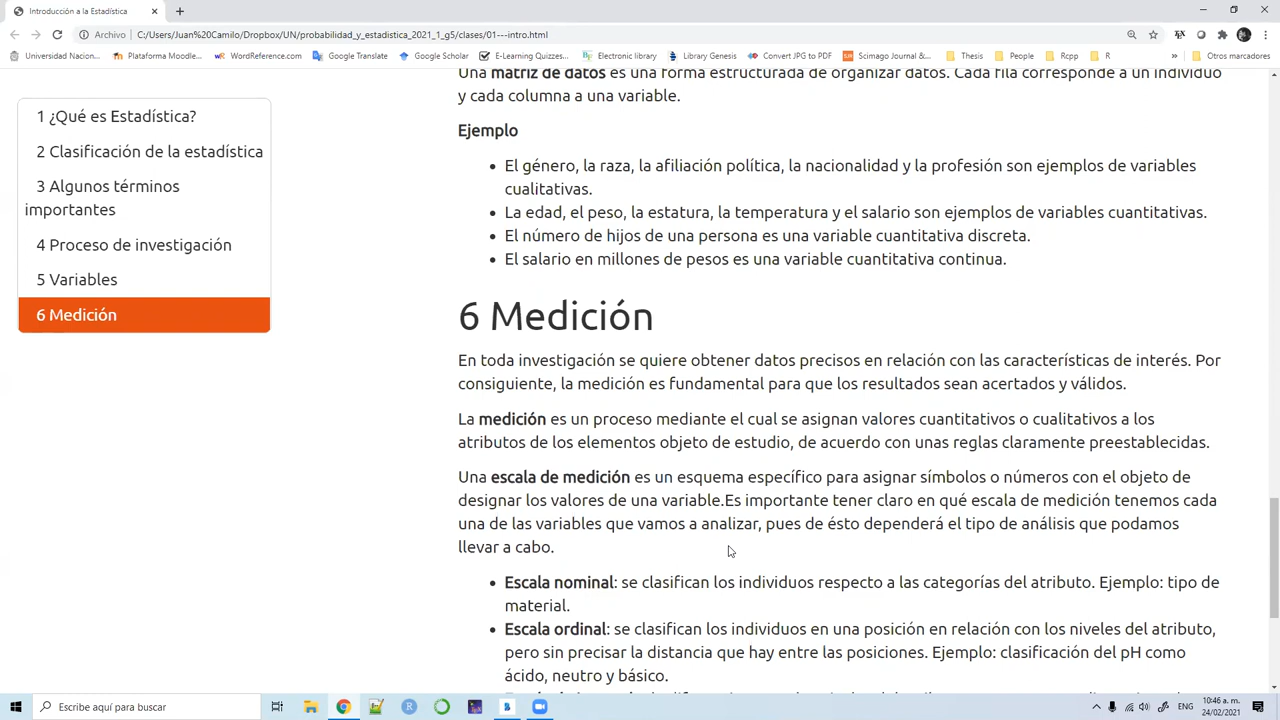 Introducción a la Estadística
Archivo | C:/Users/Juan%20Camilo/Dropbox/UN/probabilidad_y_estadistica_2021_1_g5/clases/01---intro.html
Universidad Nacion... Plataforma Moodle... WordReference.com Google Translate Google Scholar E-Learning Quizzes... Electronic library Library Genesis Convert JPG to PDF Scimago Journal &... Thesis People Rcpp R » Otros marcadores
Una matriz de datos es una forma estructurada de organizar datos. Cada fila corresponde a un individuo
y cada columna a una variable.
1 ¿Qué es Estadística?
2 Clasificación de la estadística
3 Algunos términos
importantes
4 Proceso de investigación
5 Variables
6 Medición
Ejemplo
• El género, la raza, la afiliación política, la nacionalidad y la profesión son ejemplos de variables
cualitativas.
• La edad, el peso, la estatura, la temperatura y el salario son ejemplos de variables cuantitativas.
• El número de hijos de una persona es una variable cuantitativa discreta.
• El salario en millones de pesos es una variable cuantitativa continua.
6 Medición
En toda investigación se quiere obtener datos precisos en relación con las características de interés. Por
consiguiente, la medición es fundamental para que los resultados sean acertados y válidos.
La medición es un proceso mediante el cual se asignan valores cuantitativos o cualitativos a los
atributos de los elementos objeto de estudio, de acuerdo con unas reglas claramente preestablecidas.
Una escala de medición es un esquema específico para asignar símbolos o números con el objeto de
designar los valores de una variable.Es importante tener claro en qué escala de medición tenemos cada
una de las variables que vamos a analizar, pues de ésto dependerá el tipo de análisis que podamos
llevar a cabo.
• Escala nominal: se clasifican los individuos respecto a las categorías del atributo. Ejemplo: tipo de
material.
• Escala ordinal: se clasifican los individuos en una posición en relación con los niveles del atributo,
pero sin precisar la distancia que hay entre las posiciones. Ejemplo: clasificación del pH como
ácido, neutro y básico.
Escribe aquí para buscar
ENG
10:46 a. m.
24/02/2021